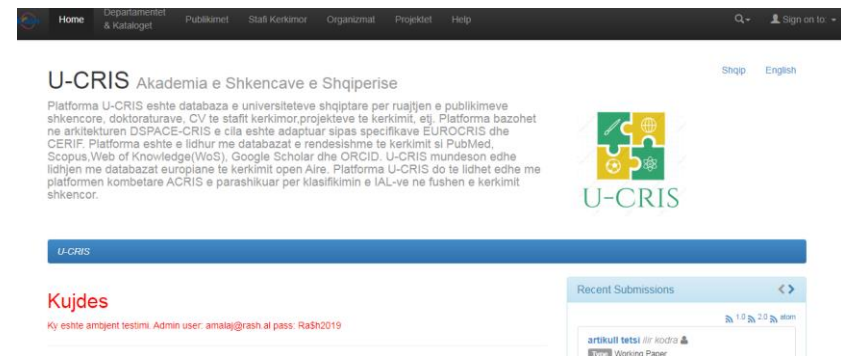 Home
Departamentet
& Kataloget
Publikimet
Stafi Kerkimor
Organizmat
Projektet
Help
Sign on to:
Shqip English
U-CRIS Akademia e Shkencave e Shqiperise
Platforma U-CRIS eshte databaza e universiteteve shqiptare per ruajtjen e publikimeve
shkencore, doktoraturave, CV te stafit kerkimor,projekteve te kerkimit, etj. Platforma bazohet
ne arkitekturen DSPACE-CRIS e cila eshte adaptuar sipas specifikave EUROCRIS dhe
CERIF. Platforma eshte e lidhur me databazat e rendesishme te kerkimit si PubMed,
Scopus,Web of Knowledge(WoS), Google Scholar dhe ORCID. U-CRIS mundeson edhe
lidhjen me databazat europiane te kerkimit open Aire. Platforma U-CRIS do te lidhet edhe me
platformen kombetare ACRIS e parashikuar per klasifikimin e IAL-ve ne fushen e kerkimit
shkencor.
U-CRIS
U-CRIS
Kujdes
Ky eshte ambjent testimi. Admin user: amalaj@rash.al pass: Ra$h2019
Recent Submissions
1.0 2.0 atom
artikull tetsi ilir kodra
Type Working Paper